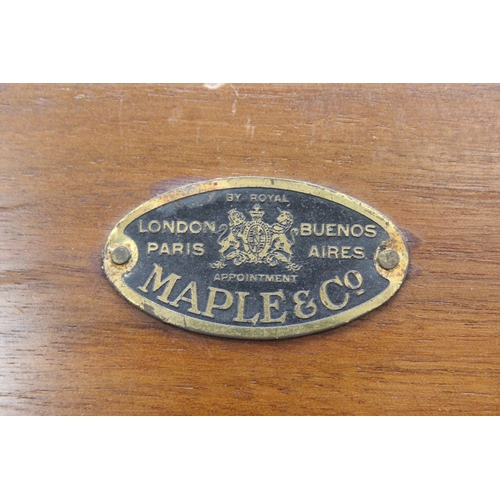 BY ROYAL
LONDON BUENOS
PARIS AIRES
APPOINTMENT
MAPLE & Co